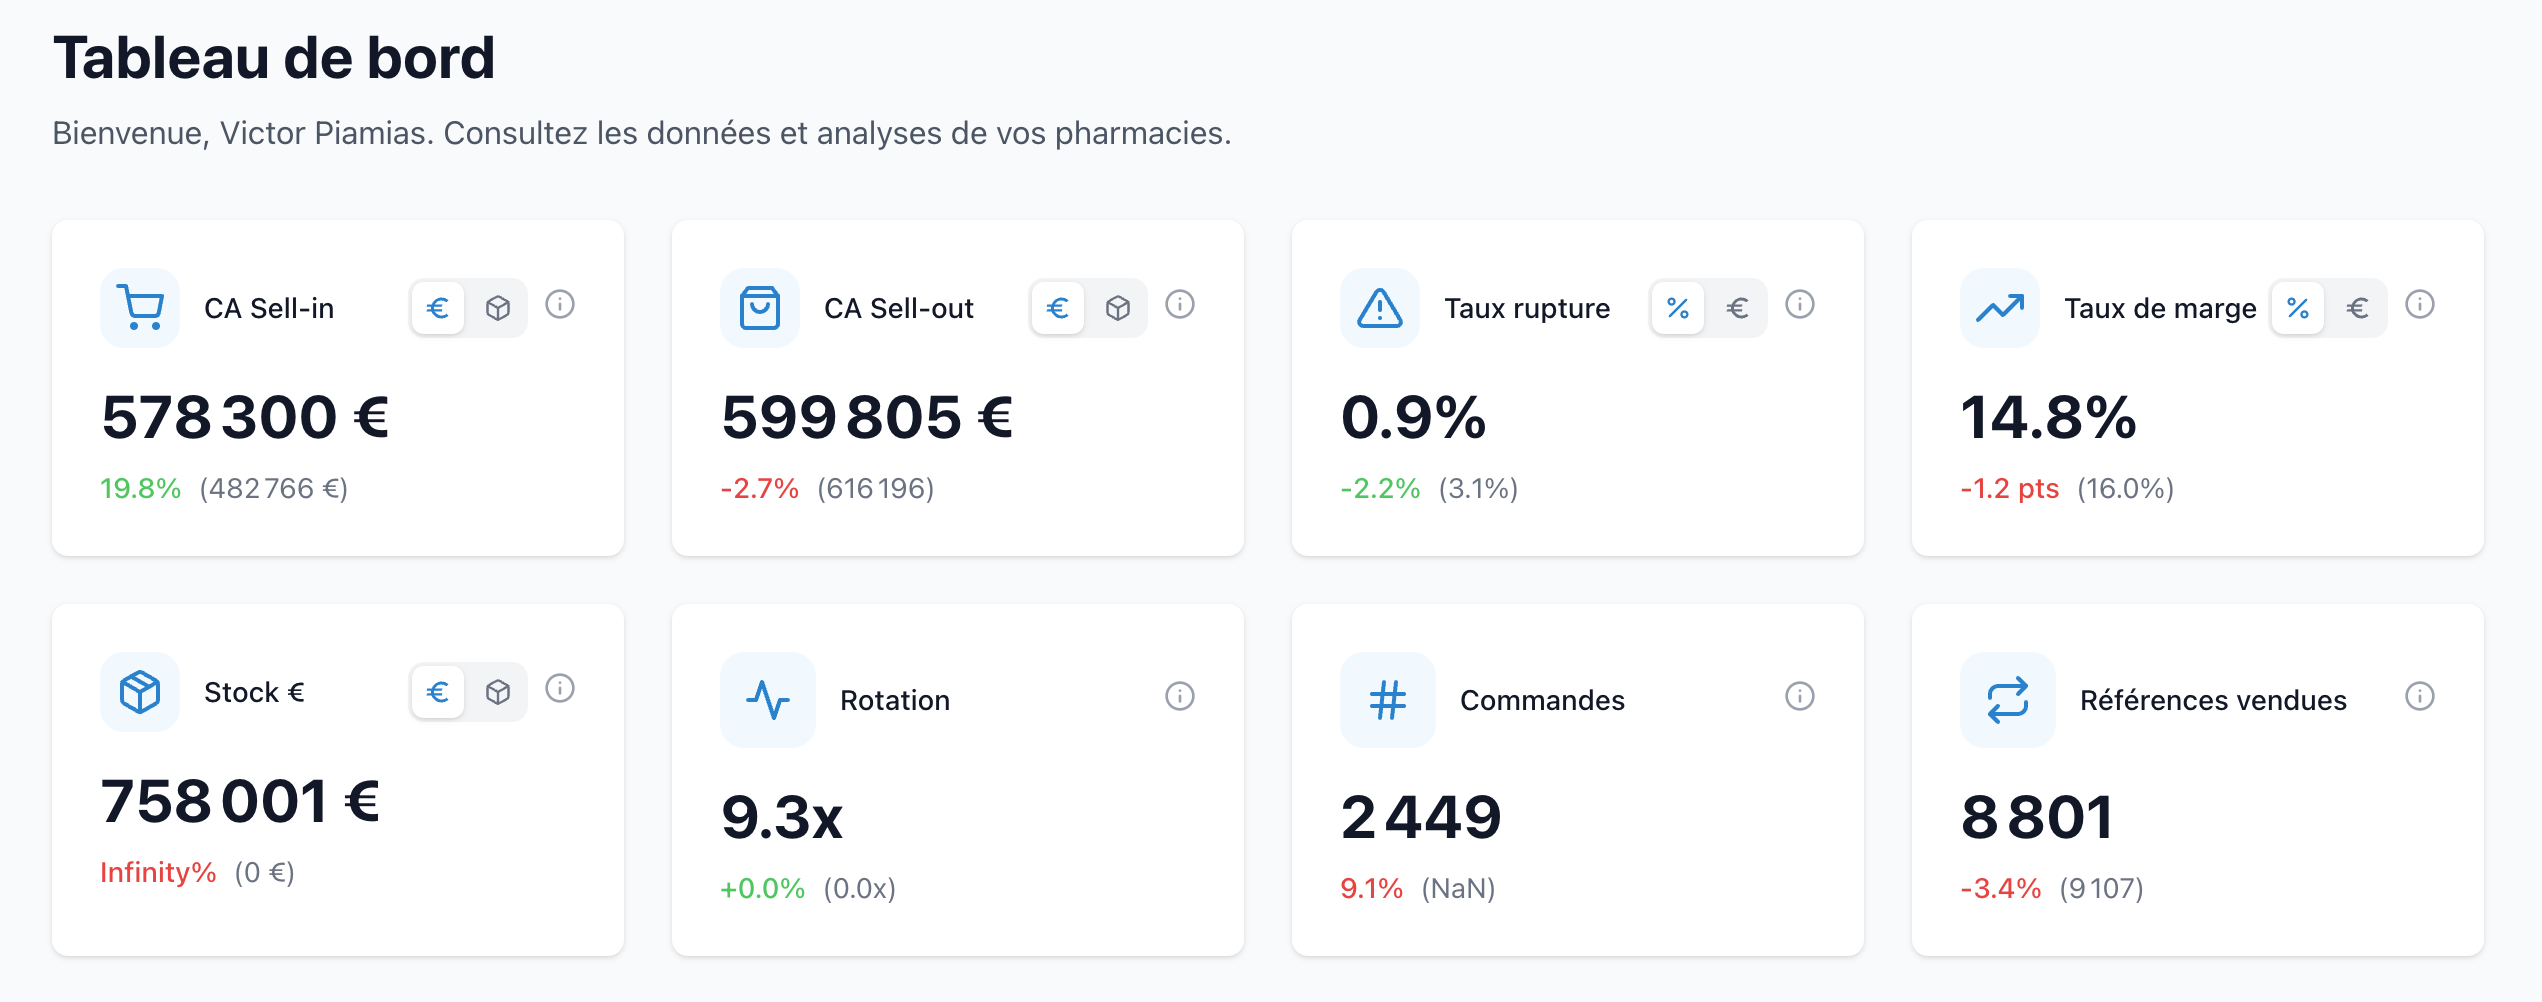 Tableau de bord
Bienvenue, Victor Piamias. Consultez les données et analyses de vos pharmacies.
CA Sell-in €
578 300 €
19.8% (482 766 €)
CA Sell-out €
599 805 €
-2.7% (616 196)
Taux rupture % €
0.9%
-2.2% (3.1%)
Taux de marge % €
14.8%
-1.2 pts (16.0%)
Stock € €
758 001 €
Infinity% (0 €)
Rotation
9.3x
+0.0% (0.0x)
Commandes
2 449
9.1% (NaN)
Références vendues
8 801
-3.4% (9 107)